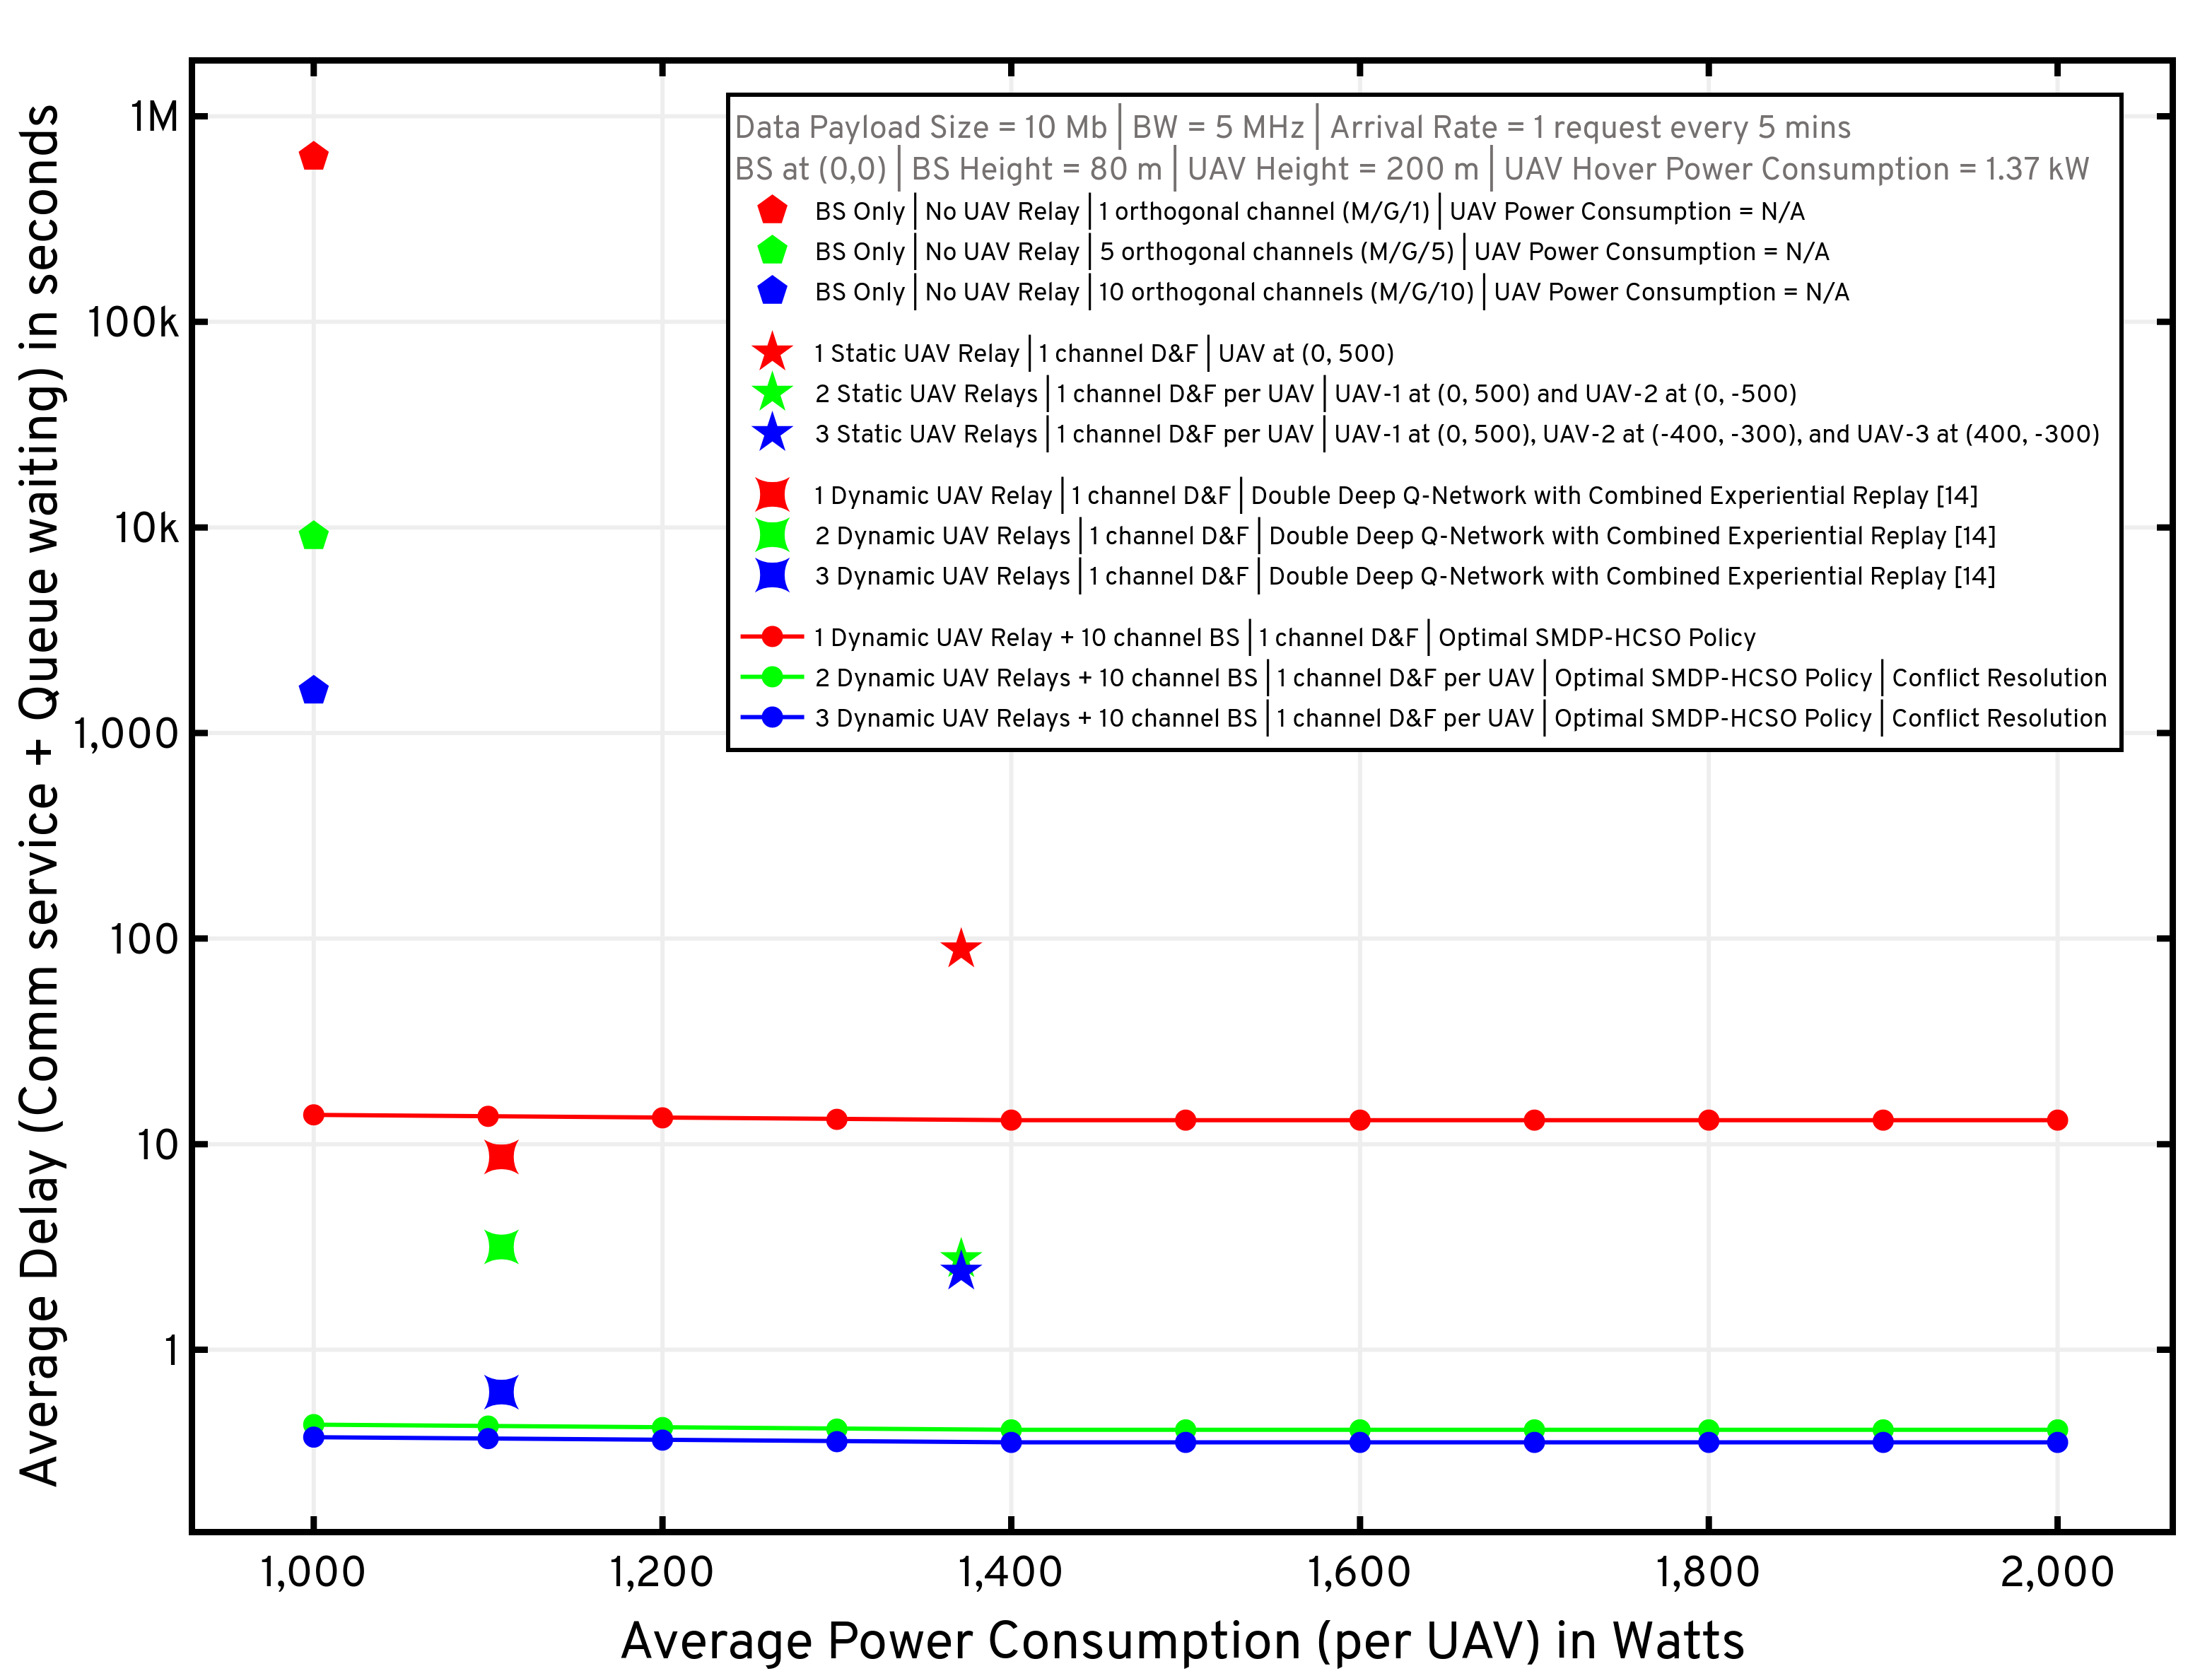 Average Delay (Comm service + Queue waiting) in seconds
1M
100k
10k
1,000
100
10
1
Data Payload Size = 10 Mb | BW = 5 MHz | Arrival Rate = 1 request every 5 mins
BS at (0,0) | BS Height = 80 m | UAV Height = 200 m | UAV Hover Power Consumption = 1.37 kW
BS Only | No UAV Relay | 1 orthogonal channel (M/G/1) | UAV Power Consumption = N/A
BS Only | No UAV Relay | 5 orthogonal channels (M/G/5) | UAV Power Consumption = N/A
BS Only | No UAV Relay | 10 orthogonal channels (M/G/10) | UAV Power Consumption = N/A
1 Static UAV Relay | 1 channel D&F | UAV at (0, 500)
2 Static UAV Relays | 1 channel D&F per UAV | UAV-1 at (0, 500) and UAV-2 at (0, -500)
3 Static UAV Relays | 1 channel D&F per UAV | UAV-1 at (0, 500), UAV-2 at (-400, -300), and UAV-3 at (400, -300)
1 Dynamic UAV Relay | 1 channel D&F | Double Deep Q-Network with Combined Experiential Replay [14]
2 Dynamic UAV Relays | 1 channel D&F | Double Deep Q-Network with Combined Experiential Replay [14]
3 Dynamic UAV Relays | 1 channel D&F | Double Deep Q-Network with Combined Experiential Replay [14]
1 Dynamic UAV Relay + 10 channel BS | 1 channel D&F | Optimal SMDP-HCSO Policy
2 Dynamic UAV Relays + 10 channel BS | 1 channel D&F per UAV | Optimal SMDP-HCSO Policy | Conflict Resolution
3 Dynamic UAV Relays + 10 channel BS | 1 channel D&F per UAV | Optimal SMDP-HCSO Policy | Conflict Resolution
1,000 1,200 1,400 1,600 1,800 2,000
Average Power Consumption (per UAV) in Watts